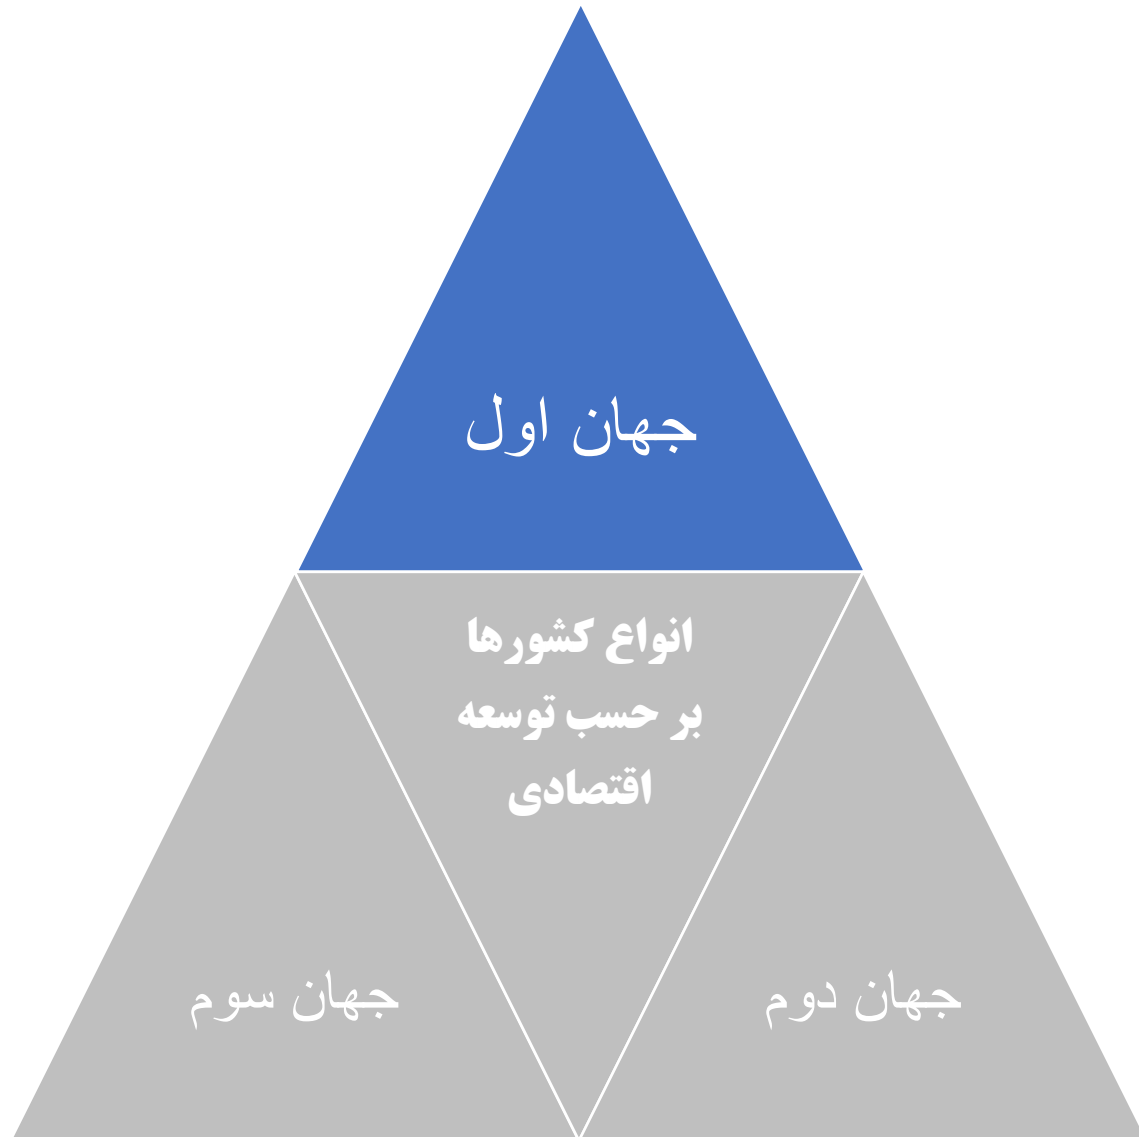 جهان اول
انواع کشورها
بر حسب توسعه
اقتصادی
جهان دوم
جهان سوم